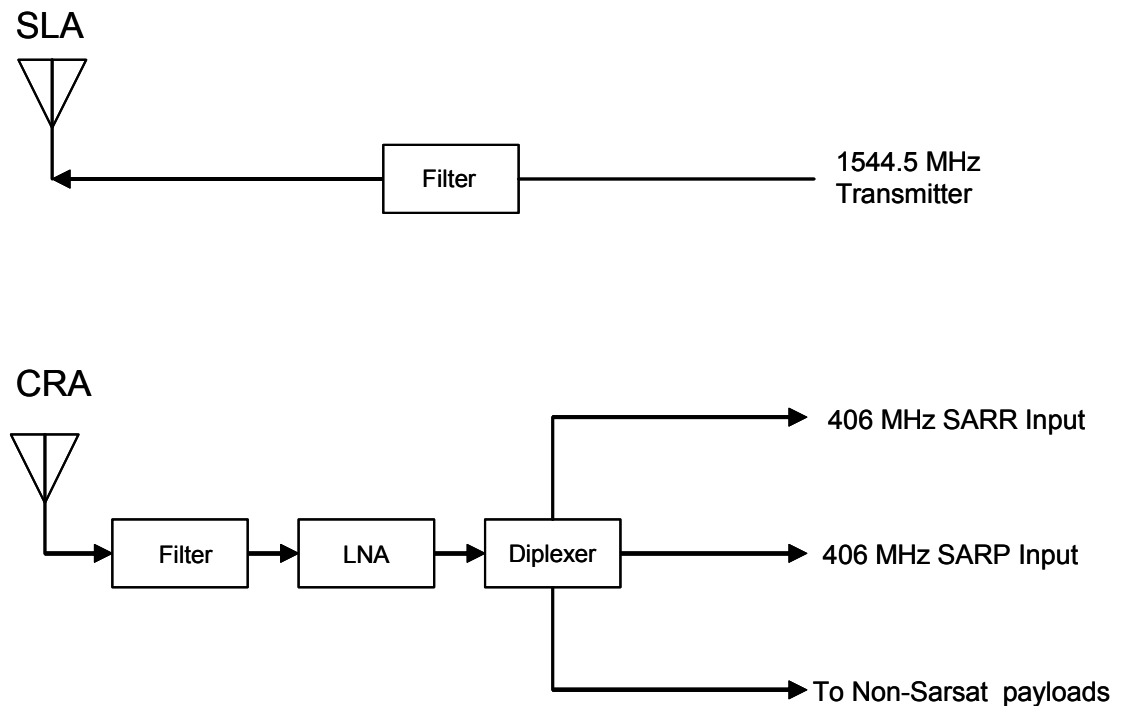 SLA
Filter
1544.5 MHz
Transmitter
CRA
406 MHz SARR Input
Filter
LNA
Diplexer
406 MHz SARP Input
To Non-Sarsat payloads